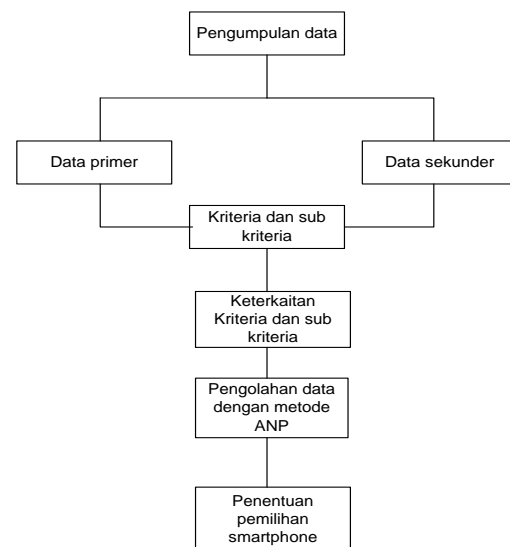 Pengumpulan data
Data primer
Data sekunder
Kriteria dan sub
kriteria
Keterkaitan
Kriteria dan sub
kriteria
Pengolahan data
dengan metode
ANP
Penentuan
pemilihan
smartphone